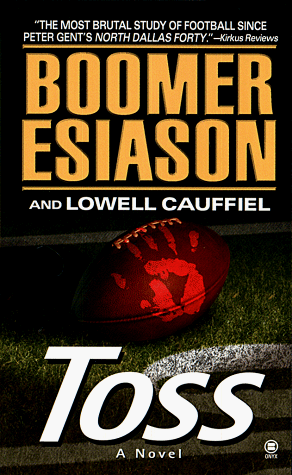 "THE MOST BRUTAL STUDY OF FOOTBALL SINCE
PETER GENT'S NORTH DALLAS FORTY."—Kirkus Reviews
BOOMER
ESIASON
AND LOWELL CAUFFIEL
Toss
A Novel
ONYX